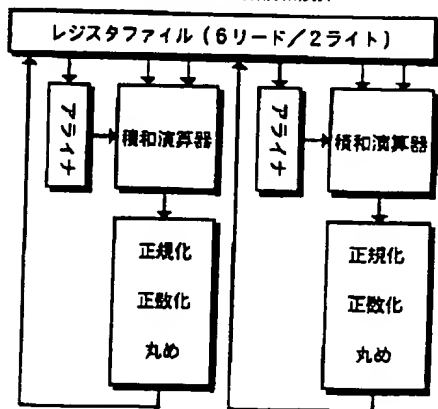 レジスタファイル(6リード/2ライト)
アライナ
積和演算器
アライナ
積和演算器
正規化
正数化
丸め
正規化
正数化
丸め